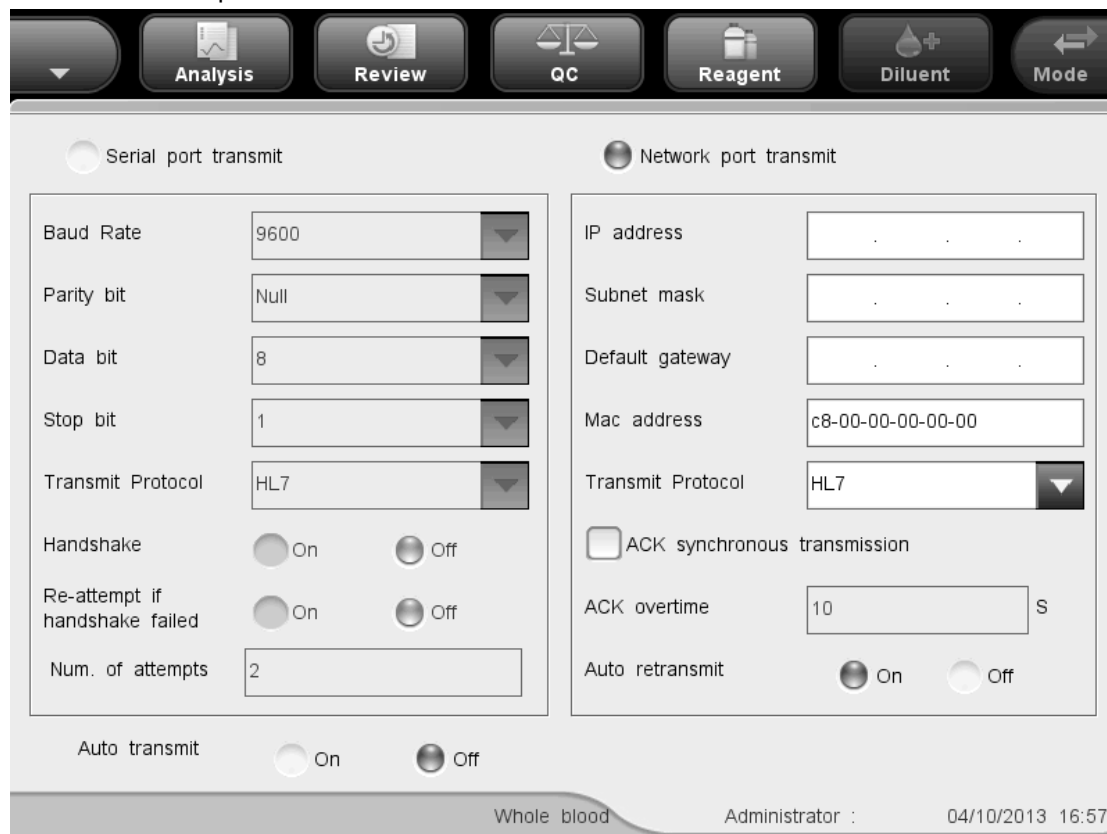 Analysis Review QC Reagent Diluent Mode
Serial port transmit
Network port transmit
Baud Rate 9600
Parity bit Null
Data bit 8
Stop bit 1
Transmit Protocol HL7
Handshake On Off
Re-attempt if
handshake failed On Off
Num. of attempts 2
IP address . . .
Subnet mask . . .
Default gateway . . .
Mac address c8-00-00-00-00-00
Transmit Protocol HL7
ACK synchronous transmission
ACK overtime 10 S
Auto retransmit On Off
Auto transmit On Off
Whole blood Administrator : 04/10/2013 16:57